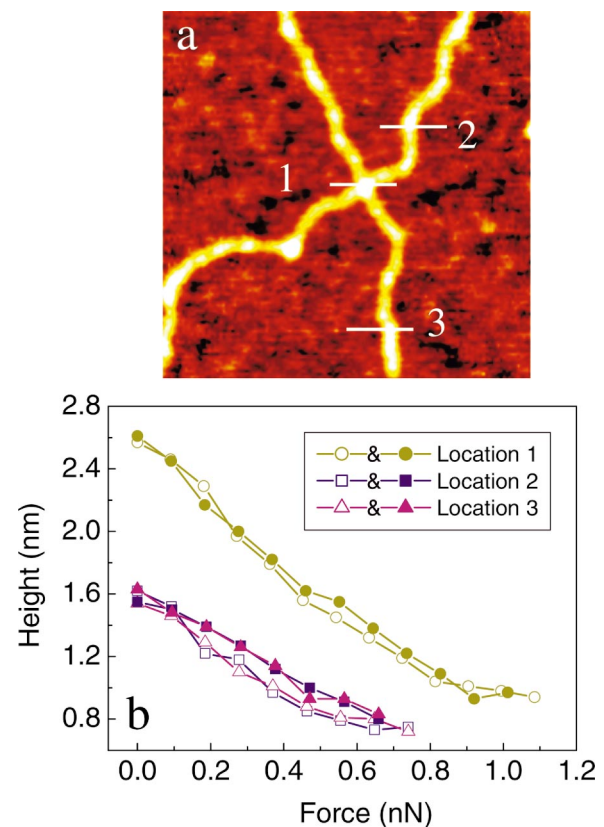 a
2
1
3
2.8
2.4
2.0
1.6
1.2
0.8
Height (nm)
& Location 1
& Location 2
& Location 3
b
0.0 0.2 0.4 0.6 0.8 1.0 1.2
Force (nN)